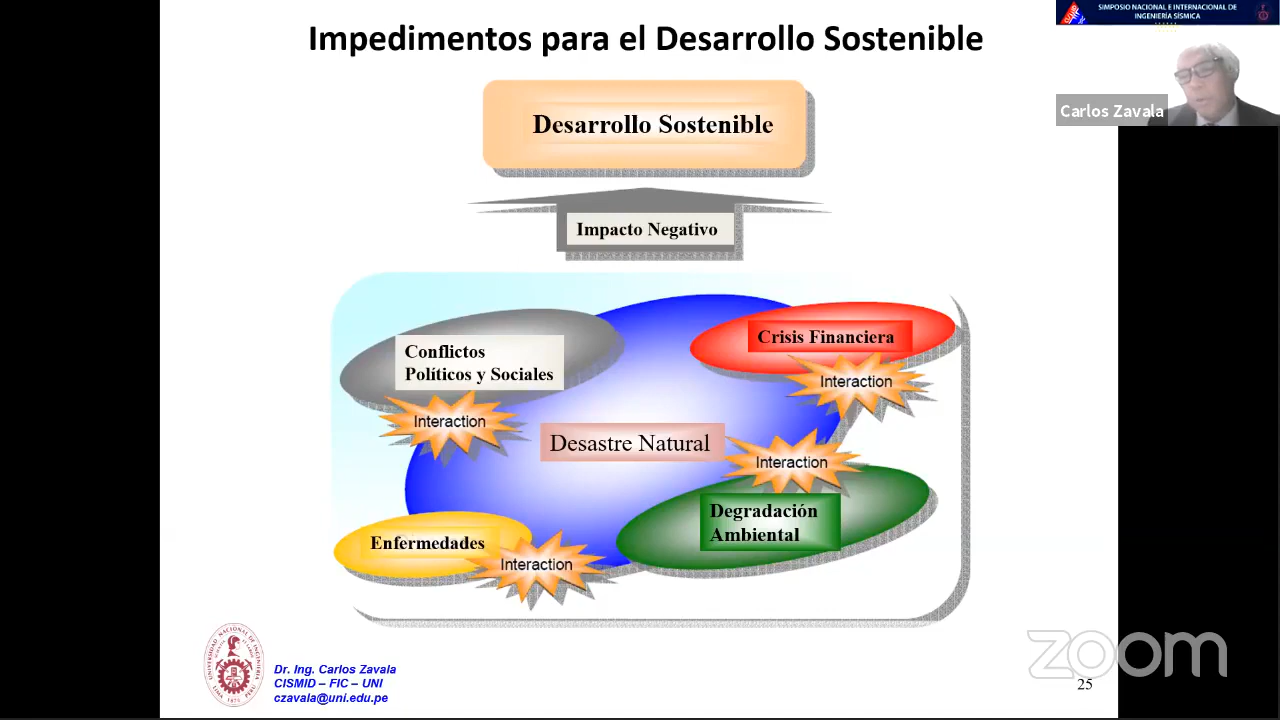 SIMPOSIO NACIONAL E INTERNACIONAL DE
INGENIERÍA SÍSMICA
Impedimentos para el Desarrollo Sostenible
Carlos Zavala
Desarrollo Sostenible
Impacto Negativo
Crisis Financiera
Conflictos
Políticos y Sociales
Interaction
Interaction
Desastre Natural
Interaction
Degradación
Ambiental
Enfermedades
Interaction
Dr. Ing. Carlos Zavala
CISMID – FIC – UNI
czavala@uni.edu.pe
zoom
25